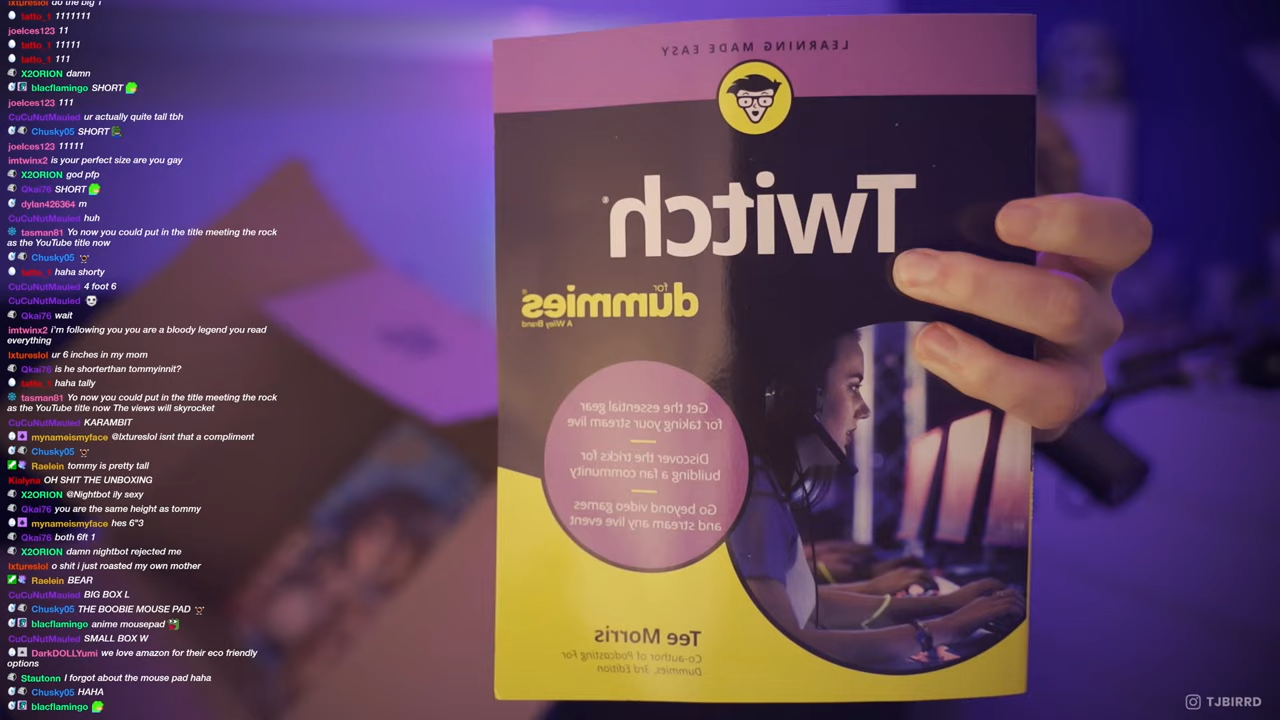 lxtureslol do the big 1
tatto_1 1111111
joelces123 11
tatto_1 11111
tatto_1 111
X2ORION damn
blacflamingo SHORT
joelces123 111
CuCuNutMauled ur actually quite tall tbh
Chusky05 SHORT
joelces123 11111
imtwinx2 is your perfect size are you gay
X2ORION god pfp
Qkai76 SHORT
dylan426364 m
CuCuNutMauled huh
tasman81 Yo now you could put in the title meeting the rock
as the YouTube title now
Chusky05
tatto_1 haha shorty
CuCuNutMauled 4 foot 6
CuCuNutMauled
Qkai76 wait
imtwinx2 i'm following you you are a bloody legend you read
everything
lxtureslol ur 6 inches in my mom
Qkai76 is he shorterthan tommyinnit?
tatto_1 haha tally
tasman81 Yo now you could put in the title meeting the rock
as the YouTube title now The views will skyrocket
CuCuNutMauled KARAMBIT
mynameismyface @lxtureslol isnt that a compliment
Chusky05
Raelein tommy is pretty tall
Kialyna OH SHIT THE UNBOXING
X2ORION @Nightbot ily sexy
Qkai76 you are the same height as tommy
mynameismyface hes 6"3
Qkai76 both 6ft 1
X2ORION damn nightbot rejected me
lxtureslol o shit i just roasted my own mother
Raelein BEAR
CuCuNutMauled BIG BOX L
Chusky05 THE BOOBIE MOUSE PAD
blacflamingo anime mousepad
CuCuNutMauled SMALL BOX W
DarkDOLLYumi we love amazon for their eco friendly
options
Stautonn I forgot about the mouse pad haha
Chusky05 HAHA
blacflamingo
LEARNING MADE EASY
Twitch®
for
dummies®
A Wiley Brand
Get the essential gear
for taking your stream live
Discover the tricks for
building a fan community
Go beyond video games
and stream any live event
Tee Morris
Co-author of Podcasting For
Dummies, 3rd Edition
TJBIRRD